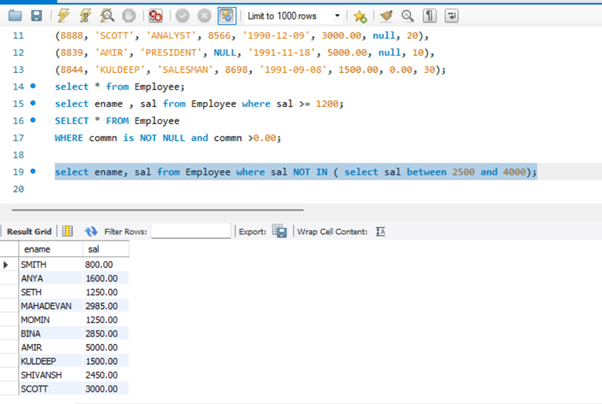 Limit to 1000 rows
11 (8888, 'SCOTT', 'ANALYST', 8566, '1990-12-09', 3000.00, null, 20),
12 (8839, 'AMIR', 'PRESIDENT', NULL, '1991-11-18', 5000.00, null, 10),
13 (8844, 'KULDEEP', 'SALESMAN', 8698, '1991-09-08', 1500.00, 0.00, 30);
14 select * from Employee;
15 select ename , sal from Employee where sal >= 1200;
16 SELECT * FROM Employee
17 WHERE commn is NOT NULL and commn >0.00;
18
19 select ename, sal from Employee where sal NOT IN ( select sal between 2500 and 4000);
20
Result Grid Filter Rows: Export: Wrap Cell Content:
ename sal
SMITH 800.00
ANYA 1600.00
SETH 1250.00
MAHADEVAN 2985.00
MOMIN 1250.00
BINA 2850.00
AMIR 5000.00
KULDEEP 1500.00
SHIVANSH 2450.00
SCOTT 3000.00